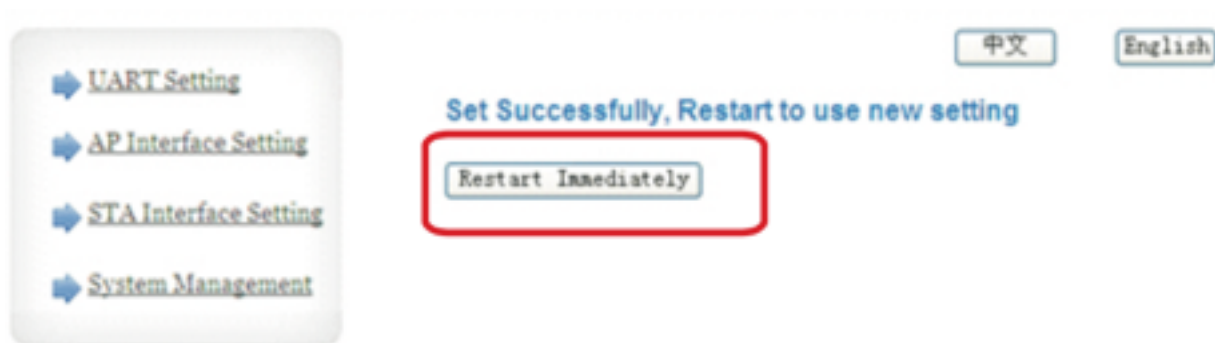 中文 English
UART Setting
Set Successfully, Restart to use new setting
AP Interface Setting
Restart Immediately
STA Interface Setting
System Management